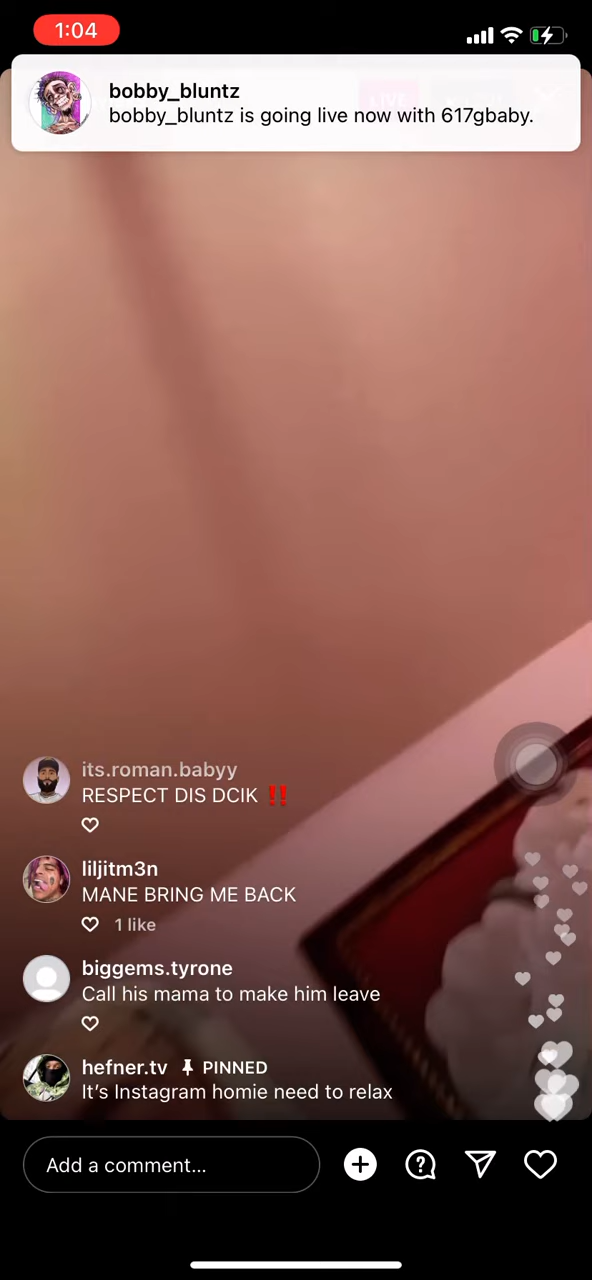 1:04
bobby_bluntz
bobby_bluntz is going live now with 617gbaby.
LIVE
its.roman.babyy
RESPECT DIS DCIK ‼️
liljitm3n
MANE BRING ME BACK
1 like
biggems.tyrone
Call his mama to make him leave
hefner.tv PINNED
It’s Instagram homie need to relax
Add a comment...